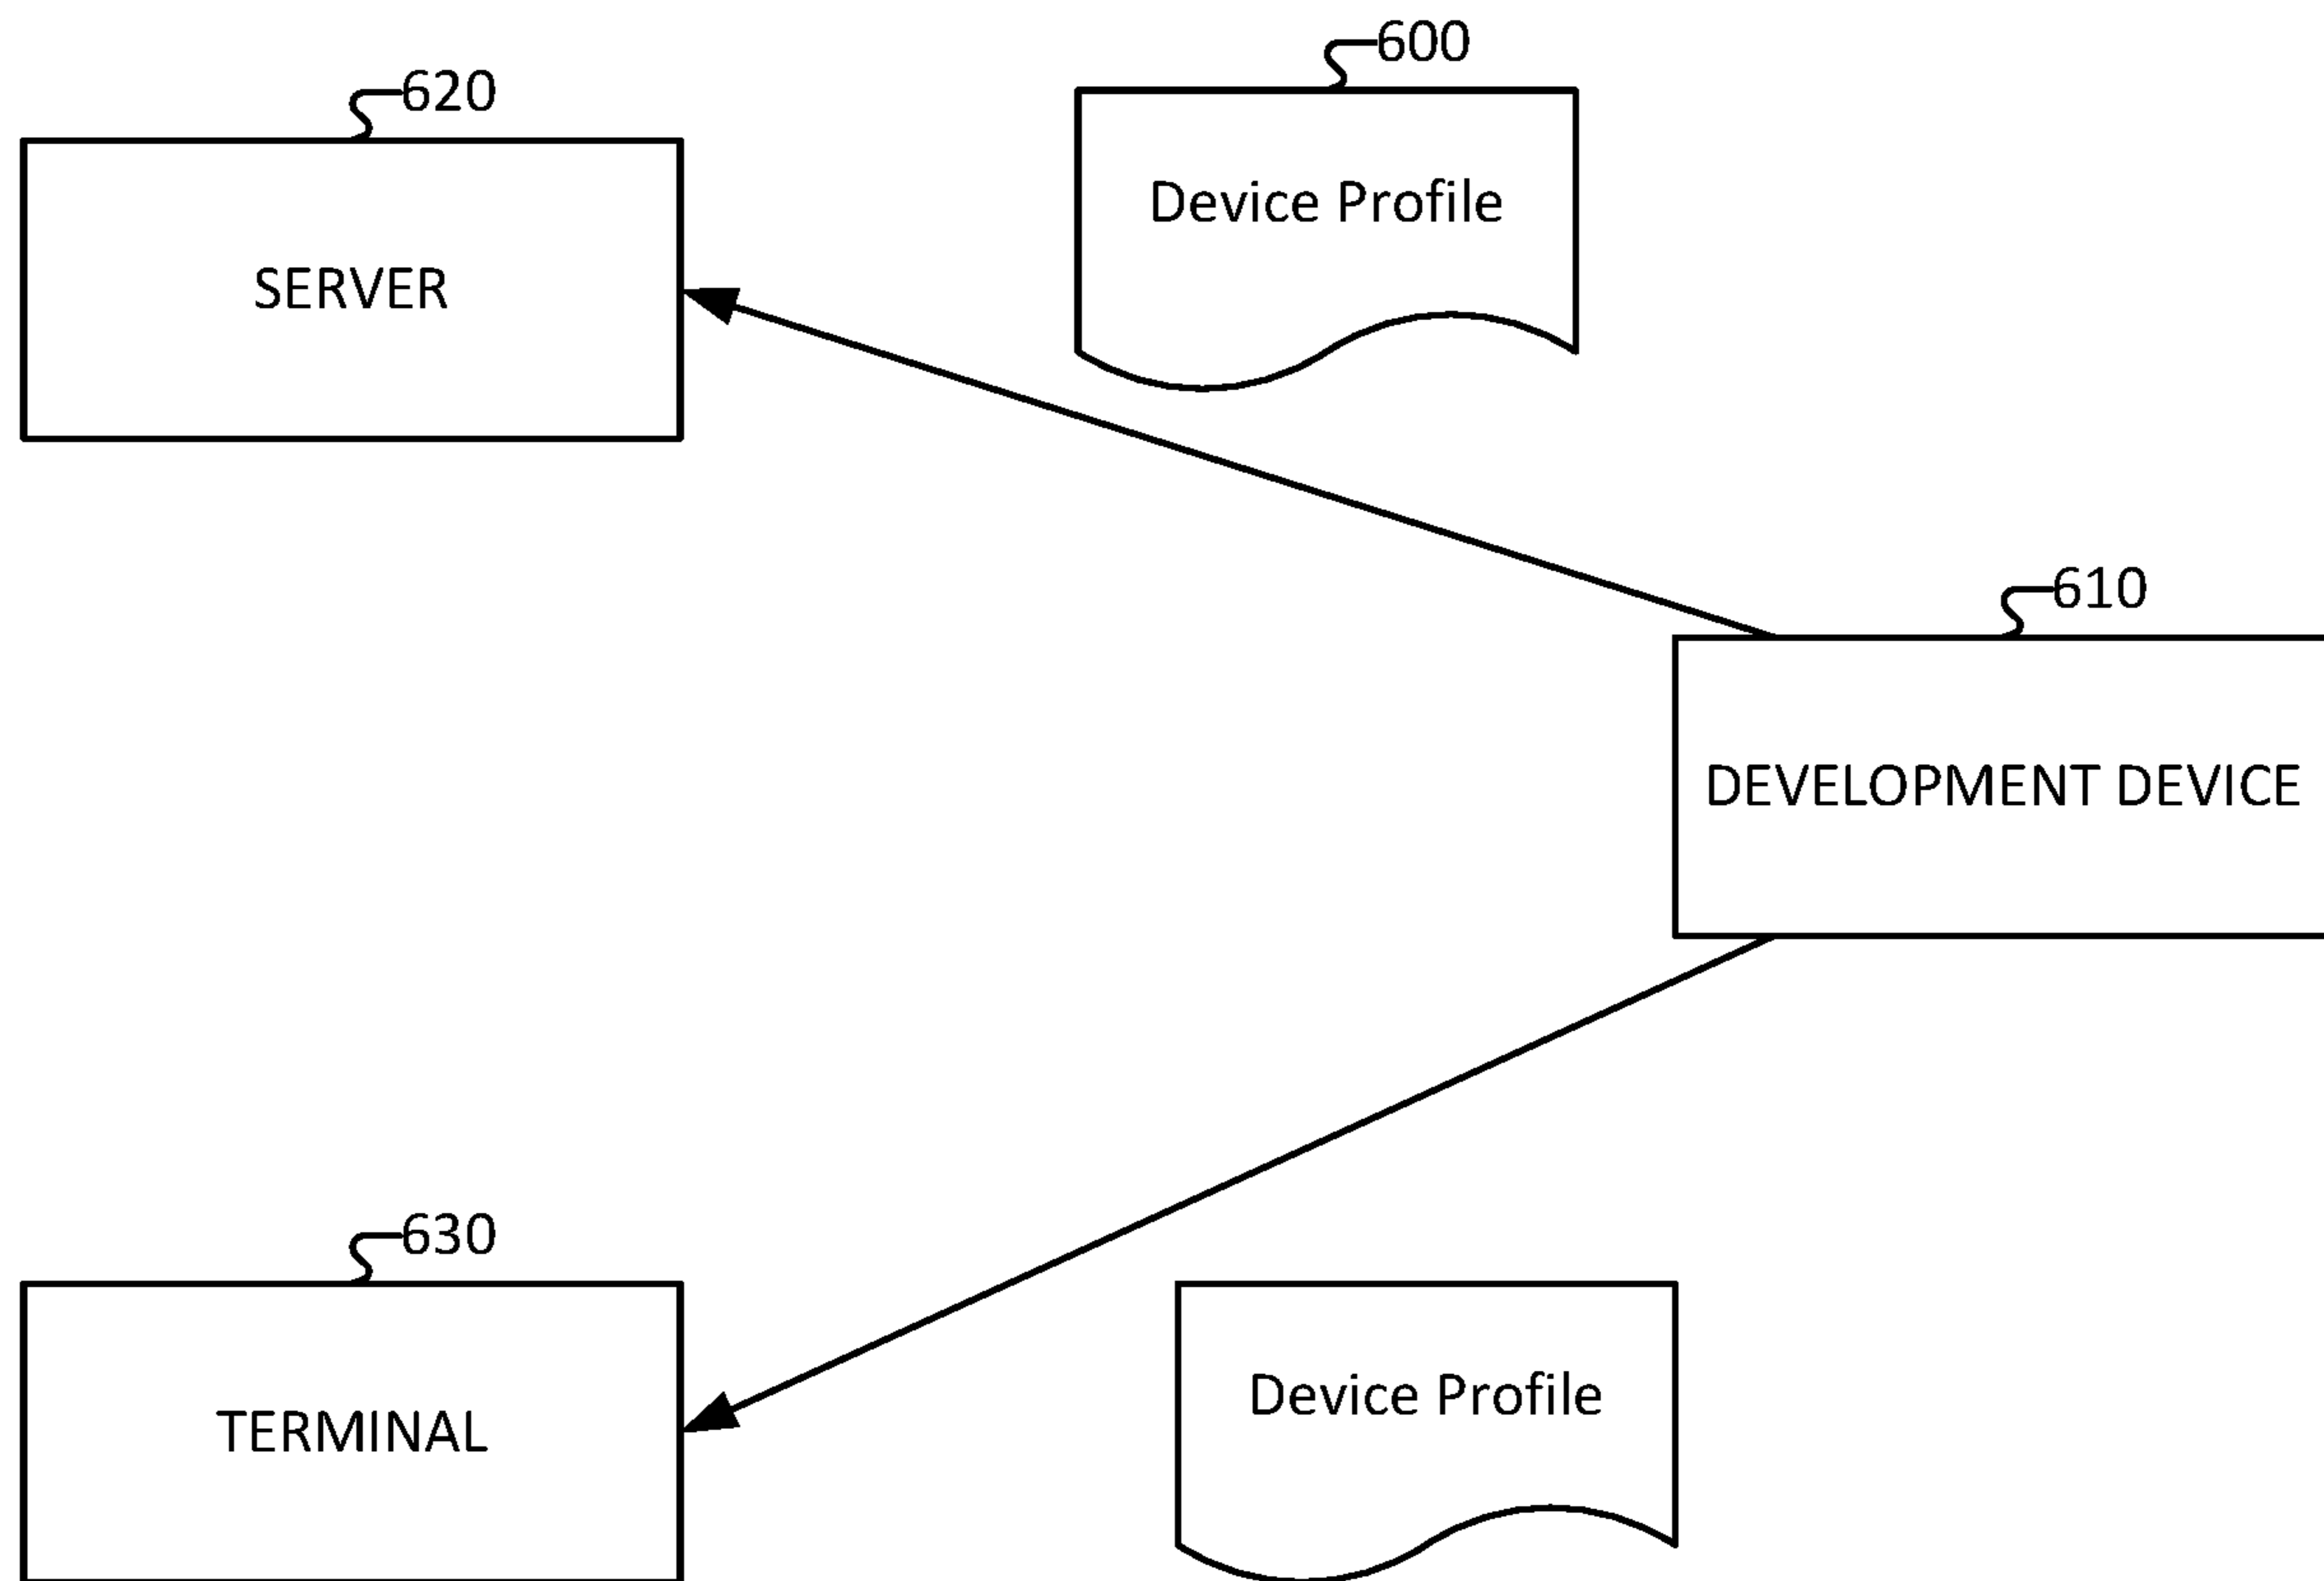 600
620
Device Profile
SERVER
610
DEVELOPMENT DEVICE
630
Device Profile
TERMINAL